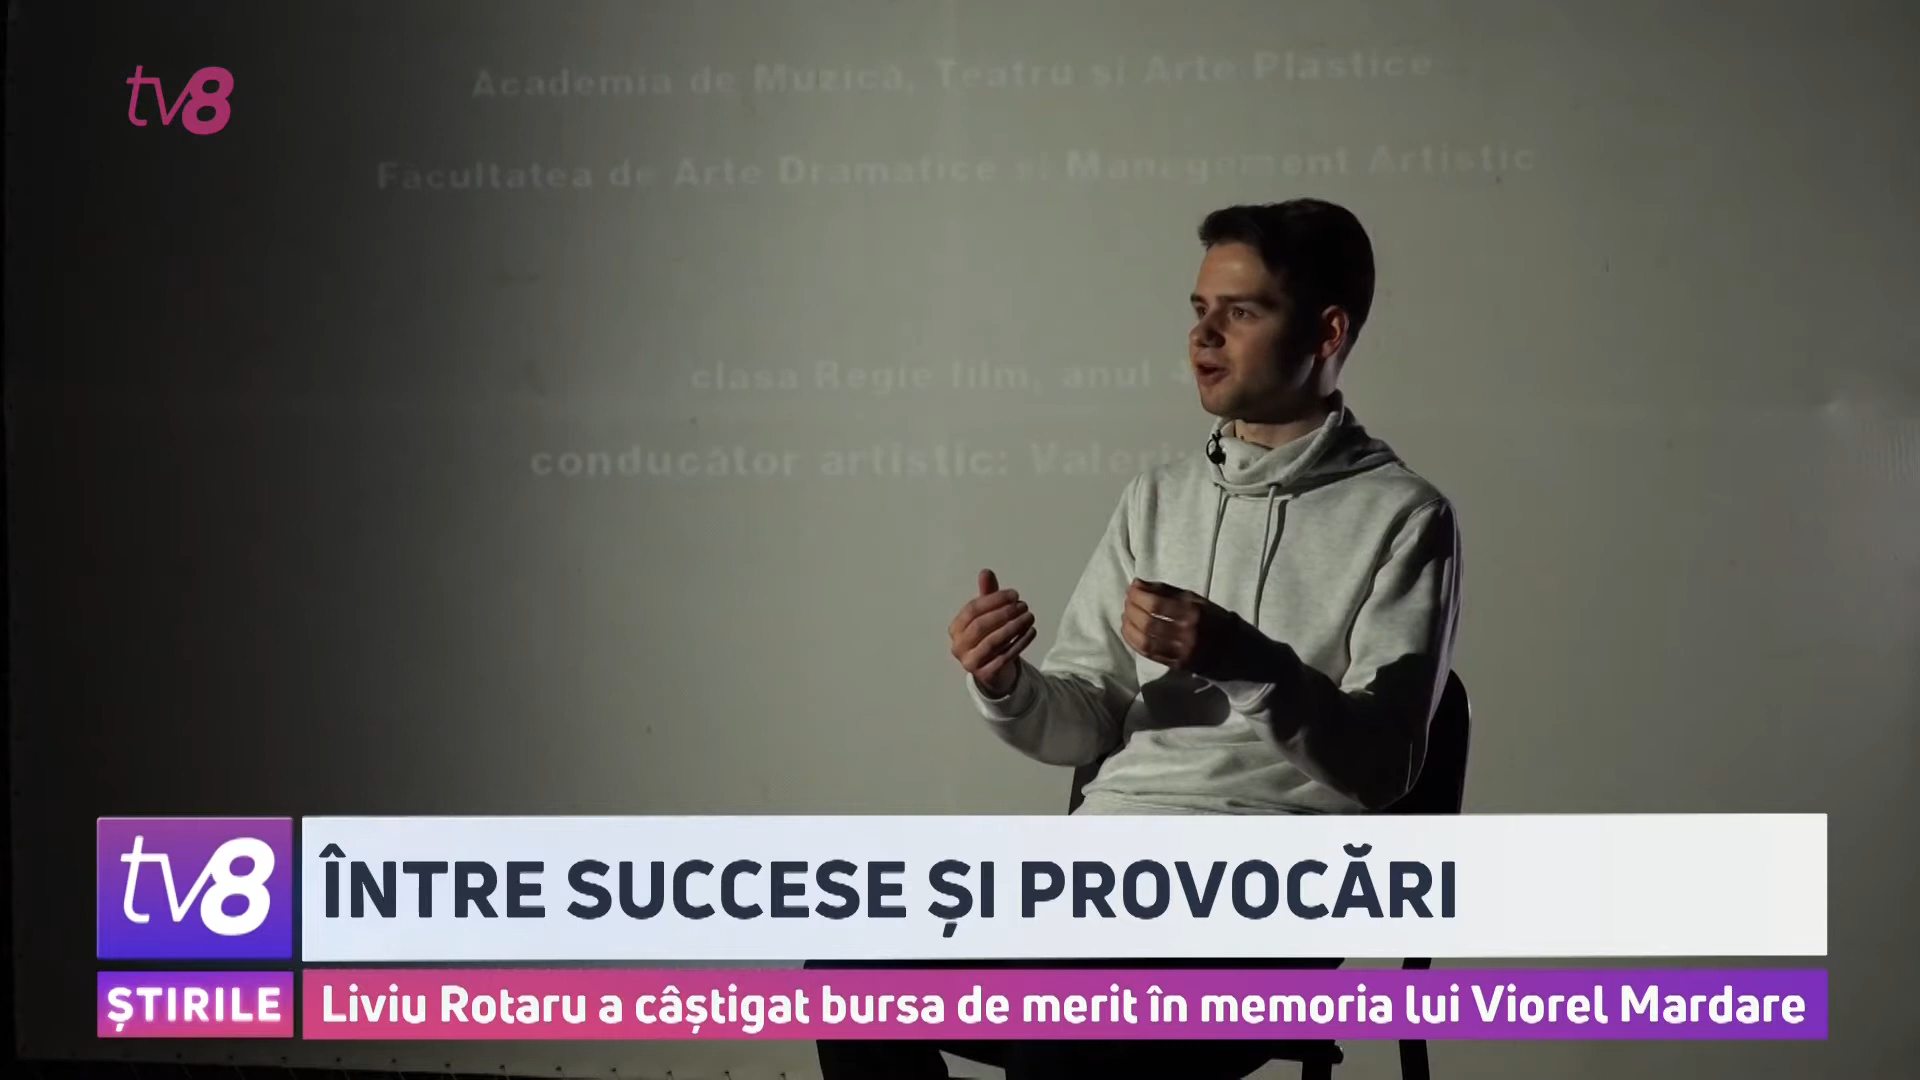 tv8
Academia de Muzică, Teatru și Arte Plastice
Facultatea de Arte Dramatice și Management Artistic
clasa Regie film, anul
conducător artistic:
tv8
ÎNTRE SUCCESE ȘI PROVOCĂRI
ȘTIRILE
Liviu Rotaru a câștigat bursa de merit în memoria lui Viorel Mardare